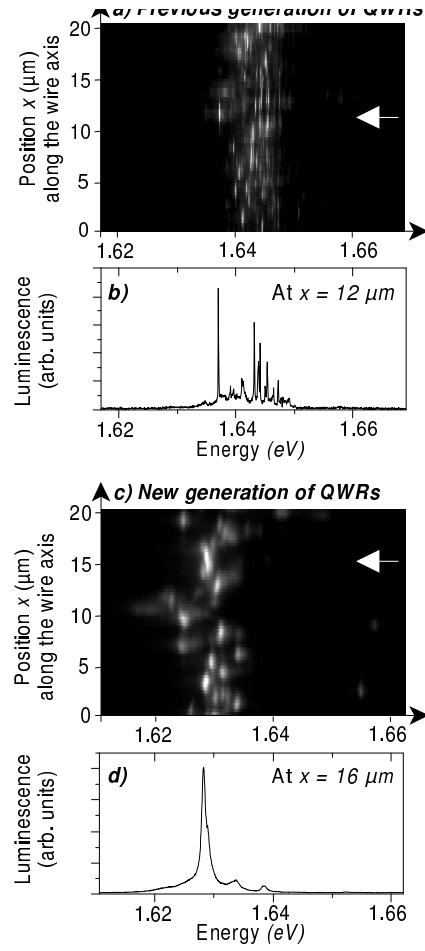 a) Previous generation of QWRs
20
15
10
5
0
Position x (µm)
along the wire axis
1.62 1.64 1.66
b) At x = 12 µm
Luminescence
(arb. units)
1.62 1.64 1.66
Energy (eV)
c) New generation of QWRs
20
15
10
5
0
Position x (µm)
along the wire axis
1.62 1.64 1.66
d) At x = 16 µm
Luminescence
(arb. units)
1.62 1.64 1.66
Energy (eV)